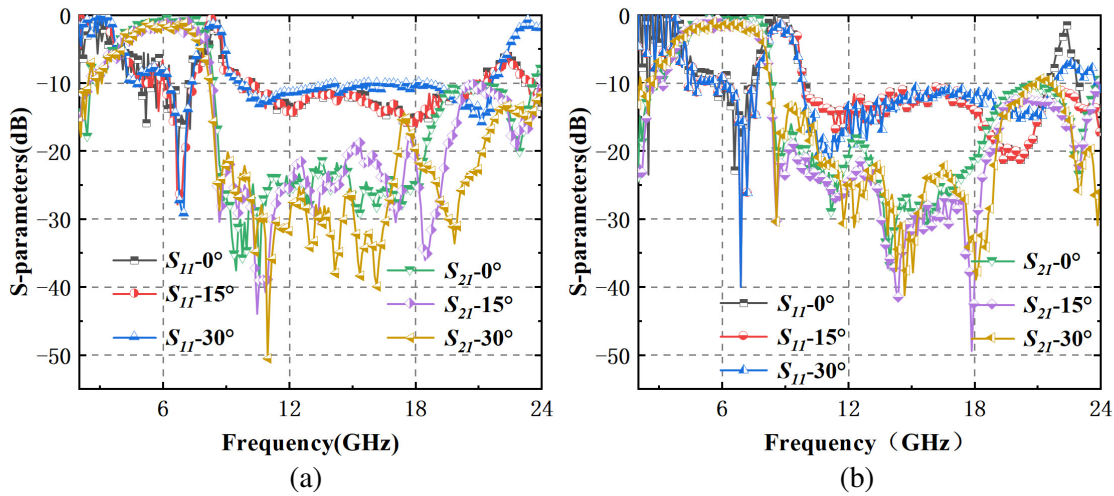 0
-10
-20
-30
-40
-50
S-parameters(dB)
S11-0°
S11-15°
S11-30°
S21-0°
S21-15°
S21-30°
6
12
18
24
Frequency(GHz)
(a)
0
-10
-20
-30
-40
-50
S-parameters(dB)
S11-0°
S11-15°
S11-30°
S21-0°
S21-15°
S21-30°
6
12
18
24
Frequency（GHz）
(b)